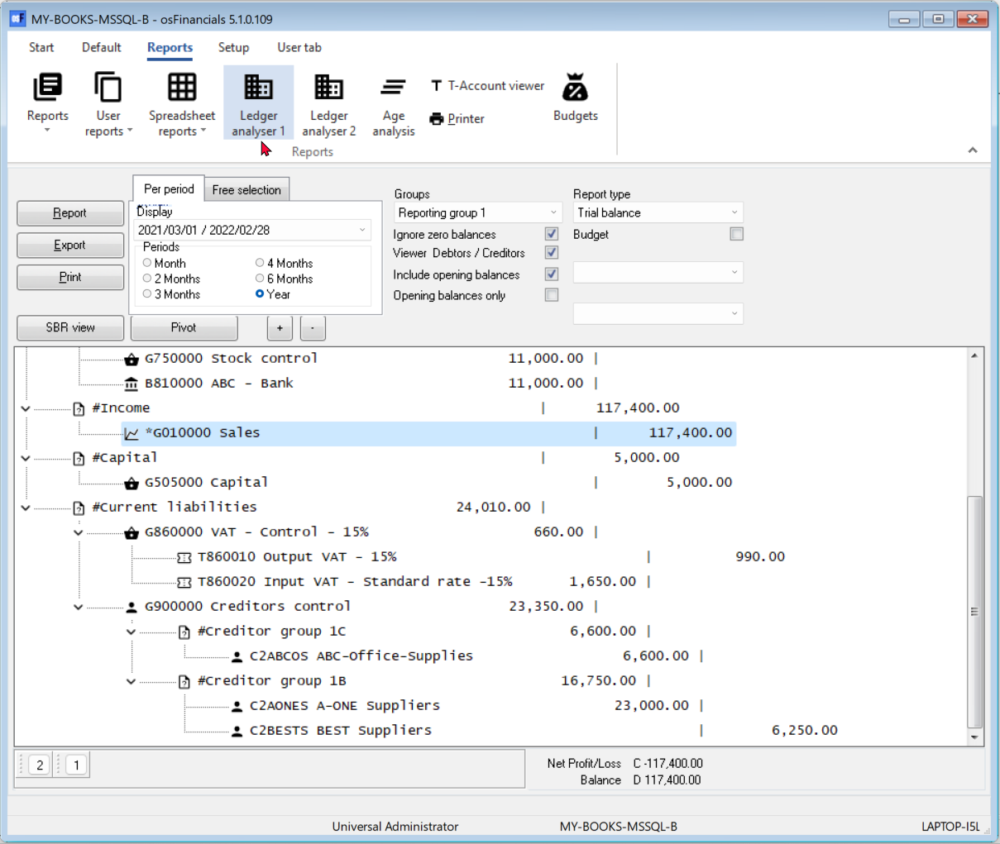 osF MY-BOOKS-MSSQL-B - osFinancials 5.1.0.109
Start Default Reports Setup User tab
Reports
User reports
Spreadsheet reports
Ledger analyser 1
Ledger analyser 2
Age analysis
T T-Account viewer
Printer
Budgets
Reports
Per period Free selection
Report
Export
Print
Display
2021/03/01 / 2022/02/28
Periods
Month 4 Months
2 Months 6 Months
3 Months Year
Groups
Reporting group 1
Ignore zero balances
Viewer Debtors / Creditors
Include opening balances
Opening balances only
Report type
Trial balance
Budget
SBR view Pivot + -
G750000 Stock control 11,000.00 |
B810000 ABC - Bank 11,000.00 |
#Income | 117,400.00
*G010000 Sales | 117,400.00
#Capital | 5,000.00
G505000 Capital | 5,000.00
#Current liabilities 24,010.00 |
G860000 VAT - Control - 15% 660.00 |
T860010 Output VAT - 15% | 990.00
T860020 Input VAT - Standard rate -15% 1,650.00 |
G900000 Creditors control 23,350.00 |
#Creditor group 1C 6,600.00 |
C2ABCOS ABC-Office-Supplies 6,600.00 |
#Creditor group 1B 16,750.00 |
C2AONES A-ONE Suppliers 23,000.00 |
C2BESTS BEST Suppliers | 6,250.00
2 1
Net Profit/Loss C -117,400.00
Balance D 117,400.00
Universal Administrator MY-BOOKS-MSSQL-B LAPTOP-I5L